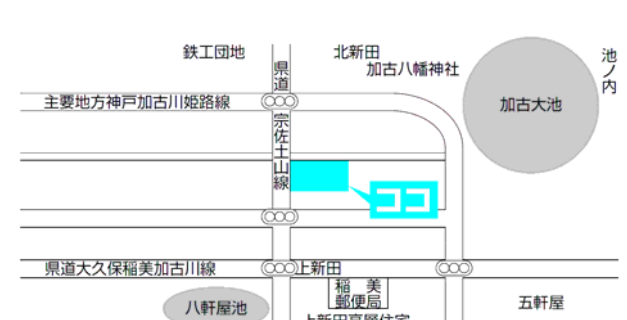 鉄工団地
北新田
加古八幡神社
池ノ内
加古大池
主要地方神戸加古川姫路線
県道
宗佐土山線
ココ
県道大久保稲美加古川線
上新田
稲美
郵便局
八軒屋池
五軒屋